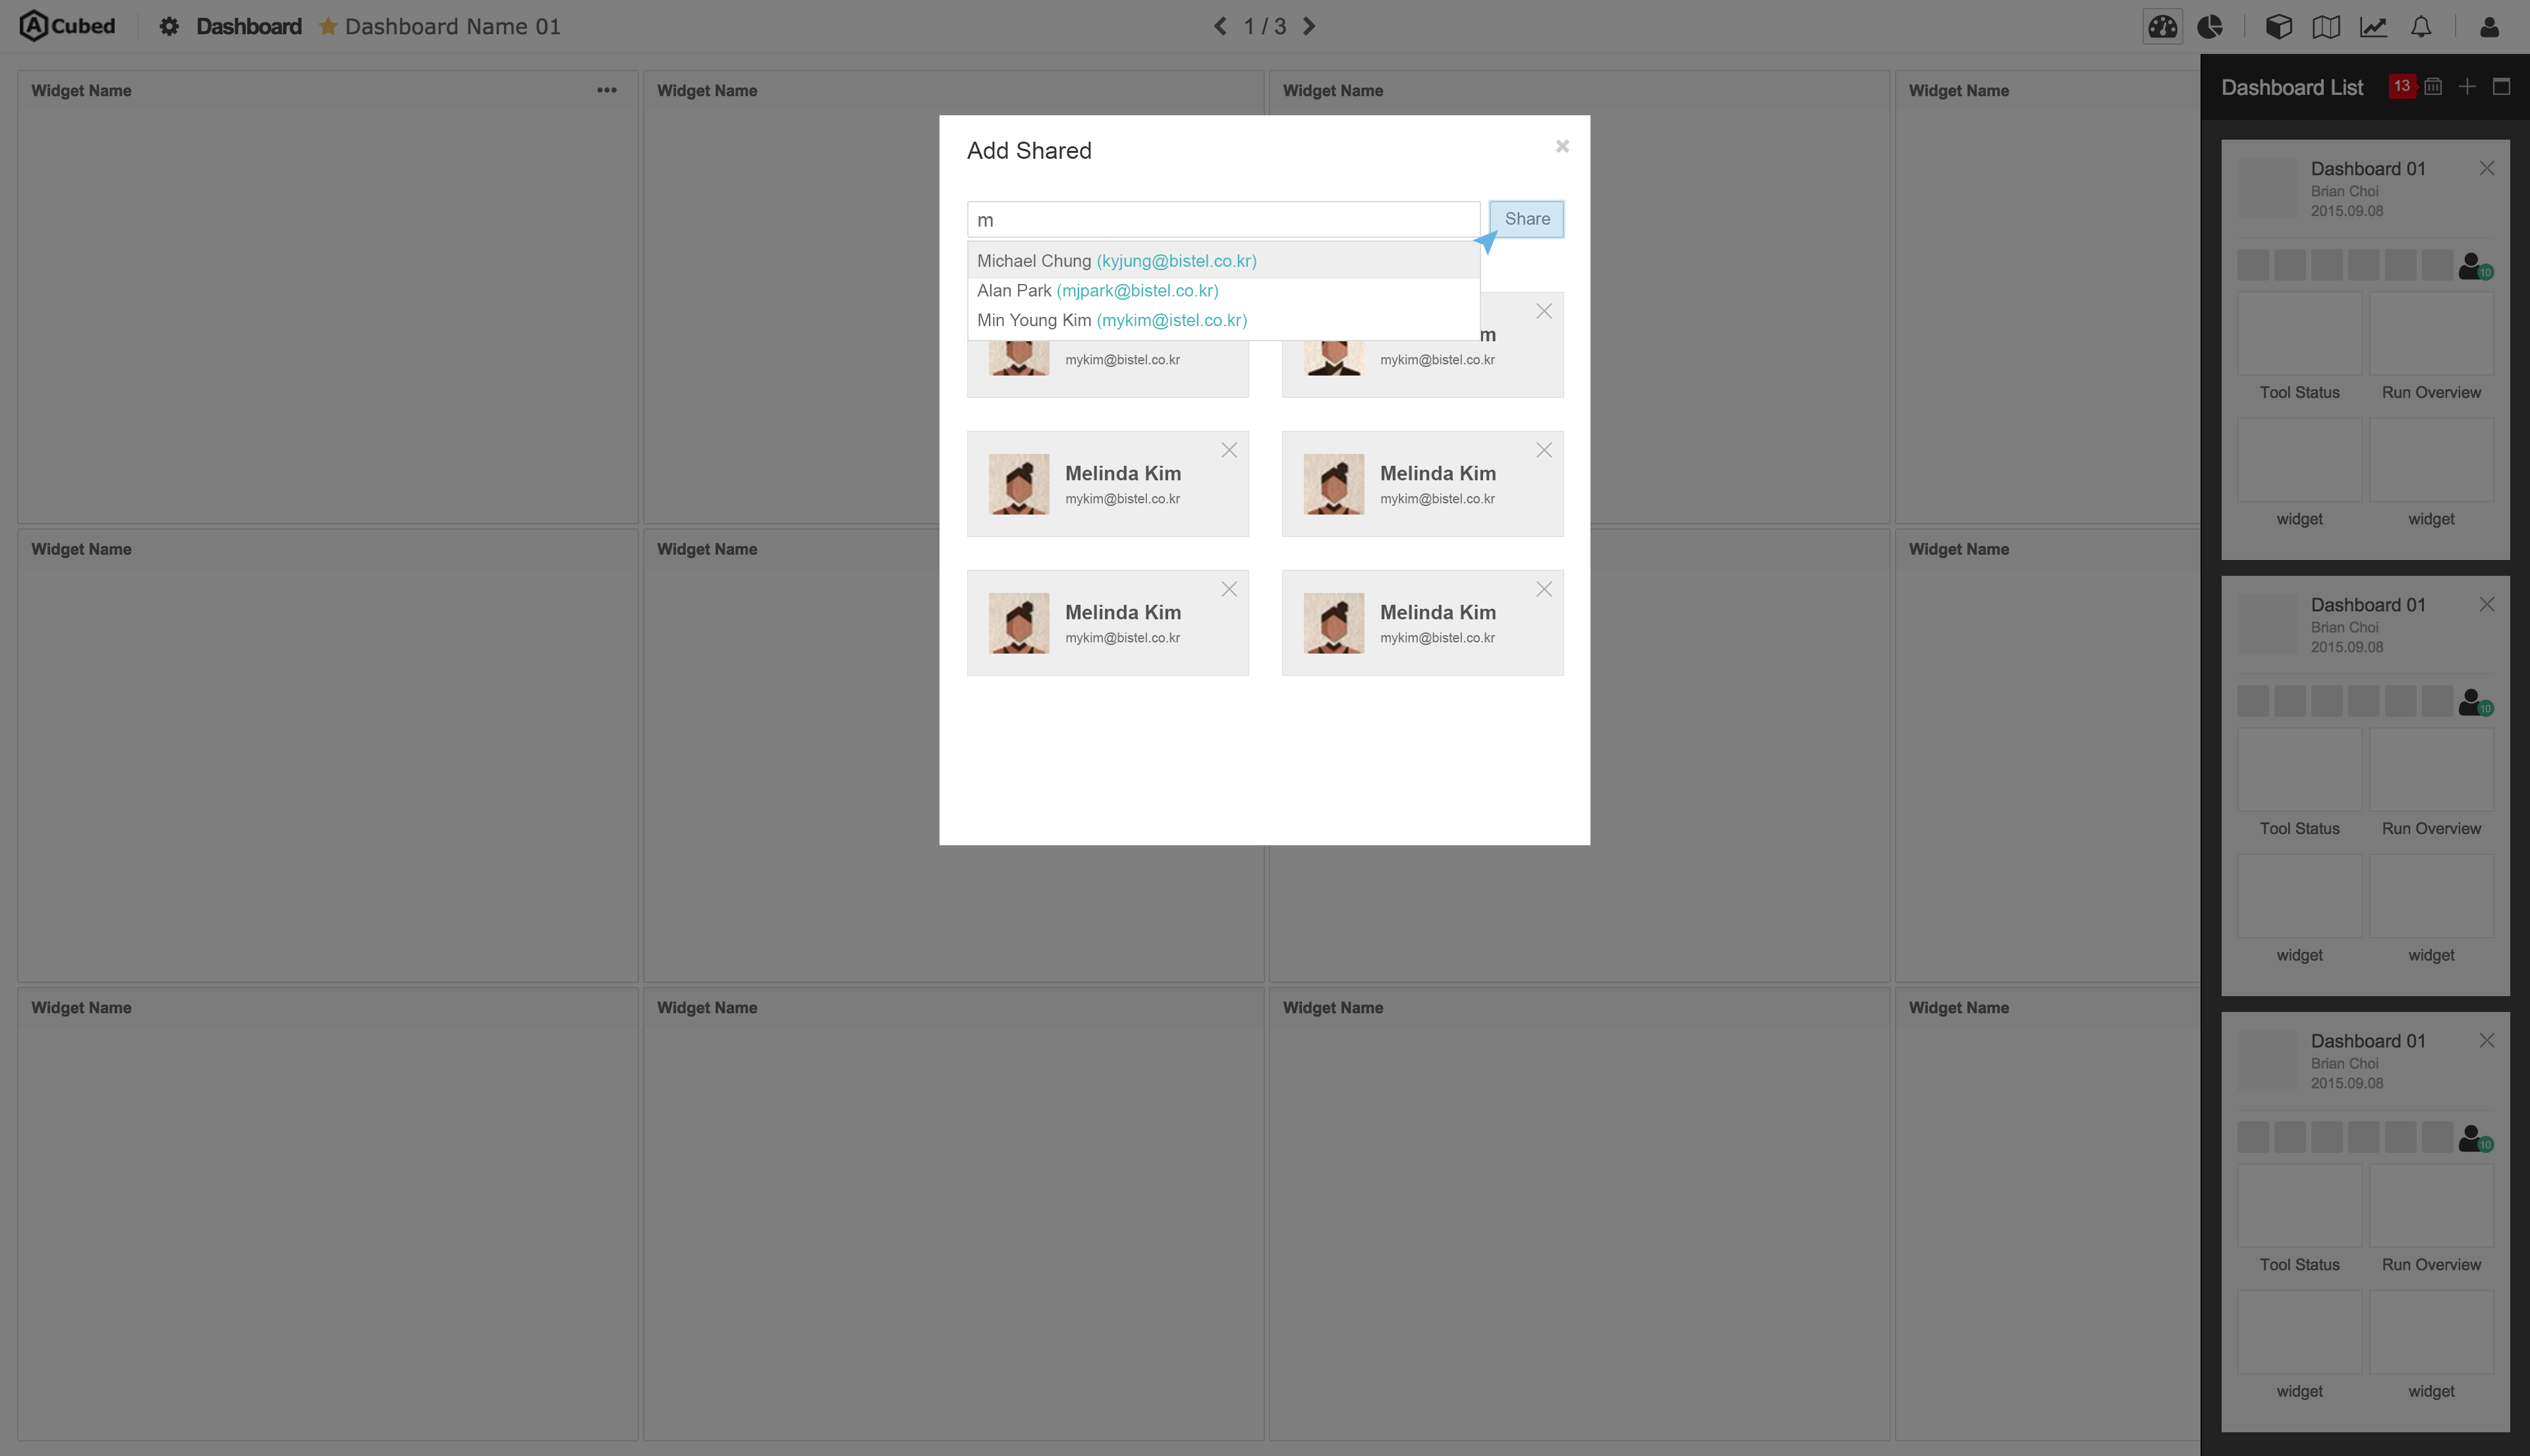 A Cubed
Dashboard
Dashboard Name 01
1 / 3
Widget Name
Widget Name
Widget Name
Widget Name
Widget Name
Widget Name
Widget Name
Widget Name
Widget Name
Widget Name
Widget Name
Add Shared
m
Share
Michael Chung (kyjung@bistel.co.kr)
Alan Park (mjpark@bistel.co.kr)
Min Young Kim (mykim@istel.co.kr)
m
mykim@bistel.co.kr
mykim@bistel.co.kr
Melinda Kim
mykim@bistel.co.kr
Melinda Kim
mykim@bistel.co.kr
Melinda Kim
mykim@bistel.co.kr
Melinda Kim
mykim@bistel.co.kr
Dashboard List
13
Dashboard 01
Brian Choi
2015.09.08
10
Tool Status
Run Overview
widget
widget
Dashboard 01
Brian Choi
2015.09.08
10
Tool Status
Run Overview
widget
widget
Dashboard 01
Brian Choi
2015.09.08
10
Tool Status
Run Overview
widget
widget